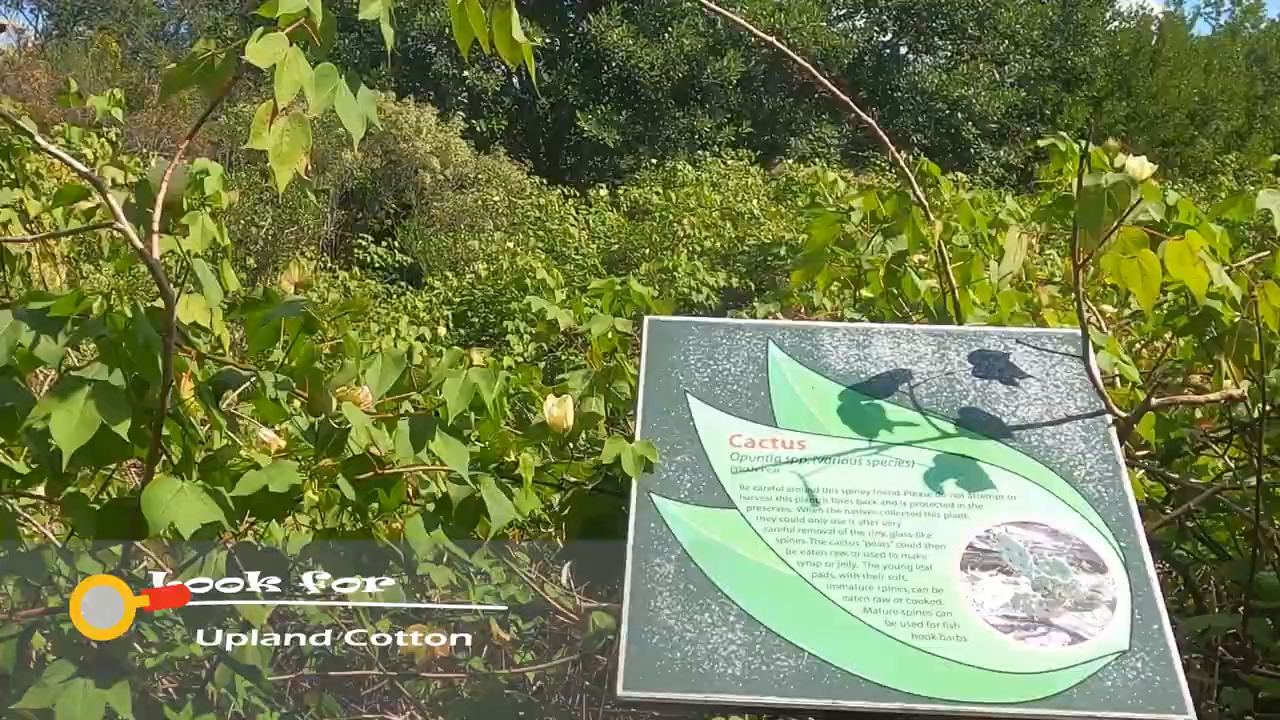 Cactus
Opuntia spp. (various species)
Be careful around this spiney friend. Please do not attempt to
harvest this plant, it bites back and is protected in the
preserves. When the natives collected this plant,
they could only use it after very
careful removal of the tiny, glass-like
spines. The cactus "pears" could then
be eaten raw, or used to make
syrup or jelly. The young leaf
pads, with their soft,
immature spines, can be
eaten raw or cooked.
Mature spines can
be used for fish
hook barbs.
Look for
Upland Cotton